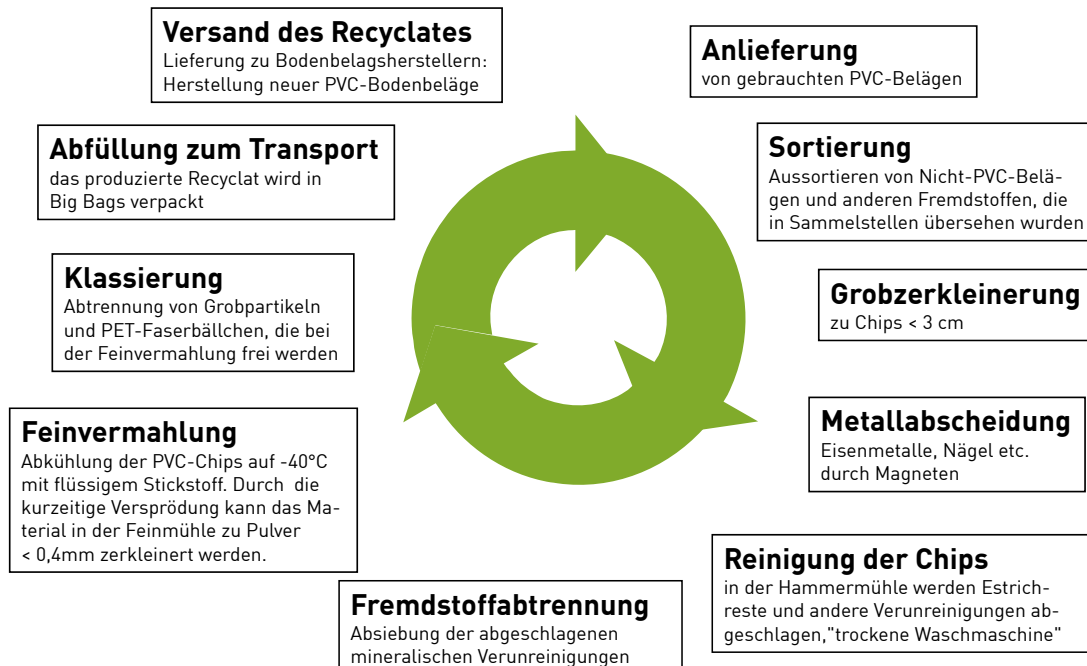 Versand des Recyclates
Lieferung zu Bodenbelagsherstellern:
Herstellung neuer PVC-Bodenbeläge
Anlieferung
von gebrauchten PVC-Belägen
Sortierung
Aussortieren von Nicht-PVC-Belä-
gen und anderen Fremdstoffen, die
in Sammelstellen übersehen wurden
Grobzerkleinerung
zu Chips < 3 cm
Metallabscheidung
Eisenmetalle, Nägel etc.
durch Magneten
Reinigung der Chips
in der Hammermühle werden Estrich-
reste und andere Verunreinigungen ab-
geschlagen,"trockene Waschmaschine"
Fremdstoffabtrennung
Absiebung der abgeschlagenen
mineralischen Verunreinigungen
Feinvermahlung
Abkühlung der PVC-Chips auf -40°C
mit flüssigem Stickstoff. Durch die
kurzeitige Versprödung kann das Ma-
terial in der Feinmühle zu Pulver
< 0,4mm zerkleinert werden.
Klassierung
Abtrennung von Grobpartikeln
und PET-Faserbällchen, die bei
der Feinvermahlung frei werden
Abfüllung zum Transport
das produzierte Recyclat wird in
Big Bags verpackt